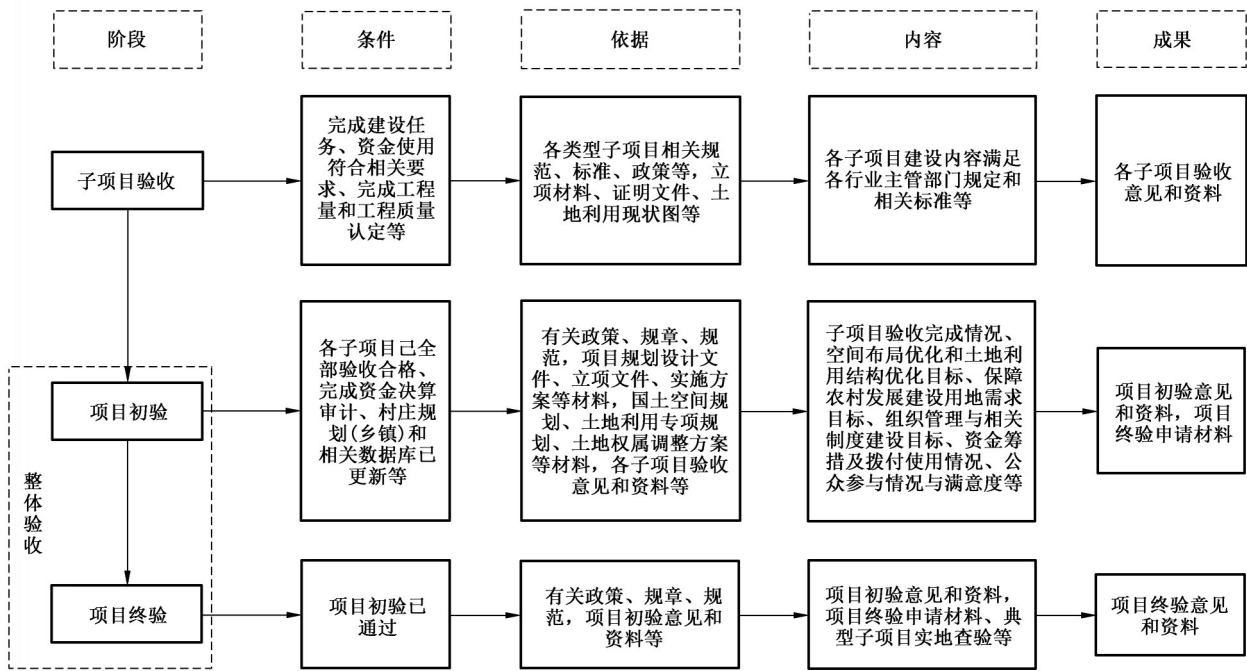 阶段
条件
依据
内容
成果
子项目验收
完成建设任
务、资金使用
符合相关要
求、完成工程
量和工程质量
认定等
各类型子项目相关规
范、标准、政策等，立
项材料、证明文件、土
地利用现状图等
各子项目建设内容满足
各行业主管部门规定和
相关标准等
各子项目验收
意见和资料
整体验收
项目初验
各子项目已全
部验收合格、
完成资金决算
审计、村庄规
划(乡镇)和
相关数据库已
更新等
有关政策、规章、规
范，项目规划设计文
件、立项文件、实施方
案等材料，国土空间规
划、土地利用专项规
划、土地权属调整方案
等材料，各子项目验收
意见和资料等
子项目验收完成情况、
空间布局优化和土地利
用结构优化目标、保障
农村发展建设用地需求
目标、组织管理与相关
制度建设目标、资金筹
措及拨付使用情况、公
众参与情况与满意度等
项目初验意见
和资料，项目
终验申请材料
项目终验
项目初验已
通过
有关政策、规章、规
范，项目初验意见和
资料等
项目初验意见和资料，
项目终验申请材料、典
型子项目实地查验等
项目终验意见
和资料